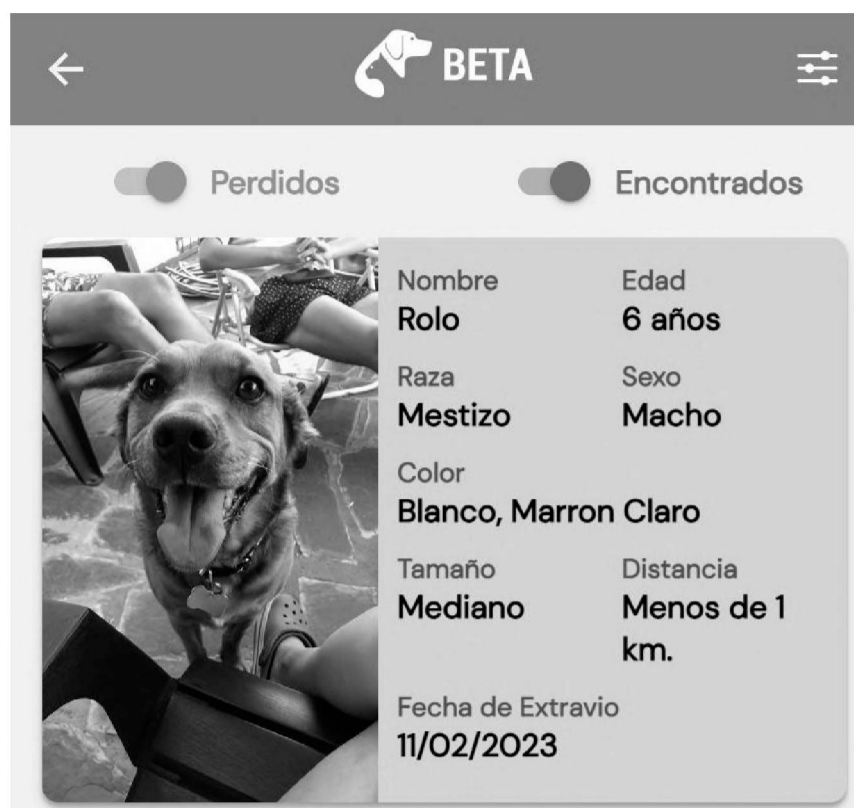 BETA
Perdidos
Encontrados
Nombre
Edad
Rolo
6 años
Raza
Sexo
Mestizo
Macho
Color
Blanco, Marron Claro
Tamaño
Distancia
Mediano
Menos de 1
km.
Fecha de Extravio
11/02/2023